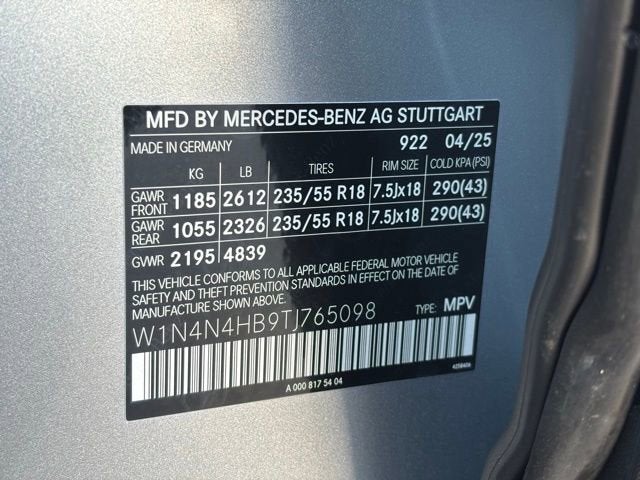 MFD BY MERCEDES-BENZ AG STUTTGART
MADE IN GERMANY 922 04/25
KG LB TIRES RIM SIZE COLD KPA (PSI)
GAWR FRONT 1185 2612 235/55 R18 7.5Jx18 290(43)
GAWR REAR 1055 2326 235/55 R18 7.5Jx18 290(43)
GVWR 2195 4839
THIS VEHICLE CONFORMS TO ALL APPLICABLE FEDERAL MOTOR VEHICLE
SAFETY AND THEFT PREVENTION STANDARDS IN EFFECT ON THE DATE OF
MANUFACTURE SHOWN ABOVE.
W1N4N4HB9TJ765098 TYPE: MPV
A 000 817 54 04